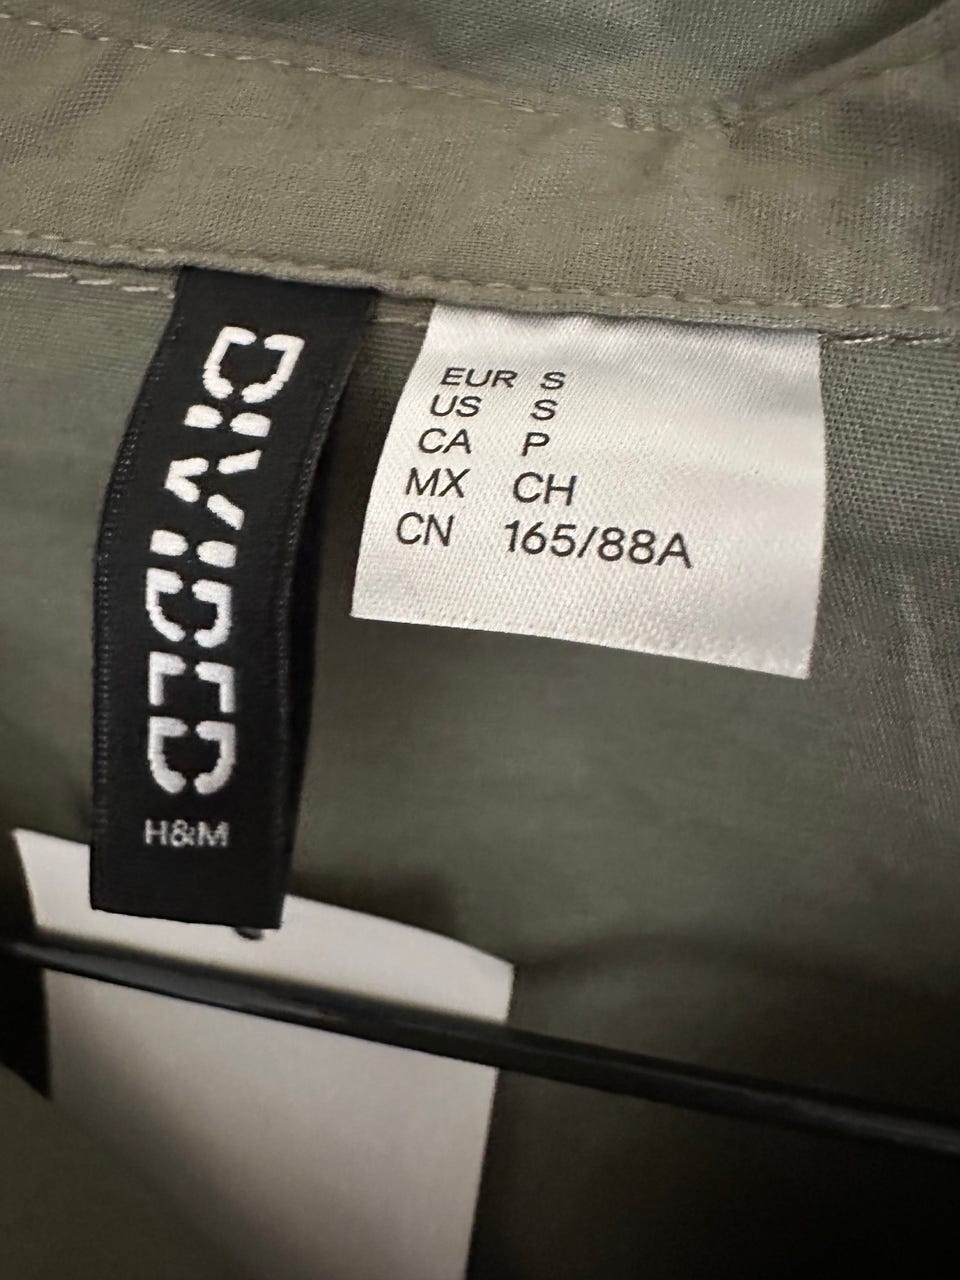 DIVIDED
H&M
EUR S
US S
CA P
MX CH
CN 165/88A